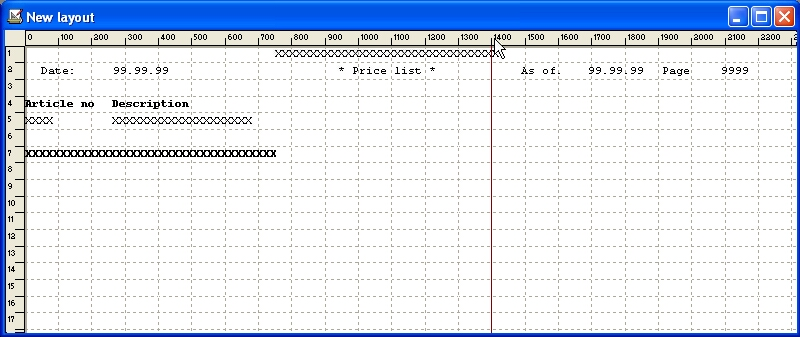 New layout
0 100 200 300 400 500 600 700 800 900 1000 1100 1200 1300 1400 1500 1600 1700 1800 1900 2000 2100 2200
1 XXXXXXXXXXXXXXXXXXXXXXXXXXXXXXXXX
2 Date: 99.99.99 * Price list * As of. 99.99.99 Page 9999
3
4 Article no Description
5 XXXX XXXXXXXXXXXXXXXXXXXX
6
7 XXXXXXXXXXXXXXXXXXXXXXXXXXXXXXXXXXXX
8
9
10
11
12
13
14
15
16
17